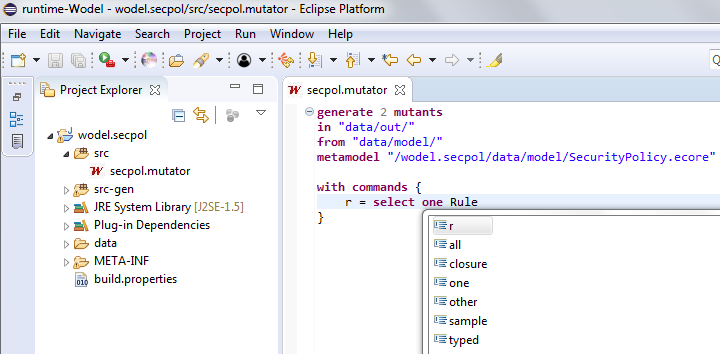 runtime-Wodel - wodel.secpol/src/secpol.mutator - Eclipse Platform
File Edit Navigate Search Project Run Window Help
Q
Project Explorer
secpol.mutator
wodel.secpol
src
secpol.mutator
src-gen
JRE System Library [J2SE-1.5]
Plug-in Dependencies
data
META-INF
build.properties
generate 2 mutants
in "data/out/"
from "data/model/"
metamodel "/wodel.secpol/data/model/SecurityPolicy.ecore"
with commands {
r = select one Rule
}
r
all
closure
one
other
sample
typed